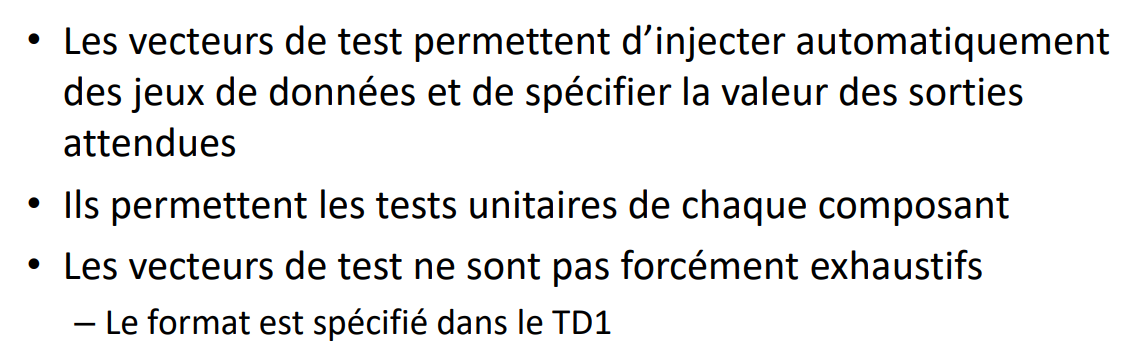 • Les vecteurs de test permettent d’injecter automatiquement
des jeux de données et de spécifier la valeur des sorties
attendues
• Ils permettent les tests unitaires de chaque composant
• Les vecteurs de test ne sont pas forcément exhaustifs
– Le format est spécifié dans le TD1